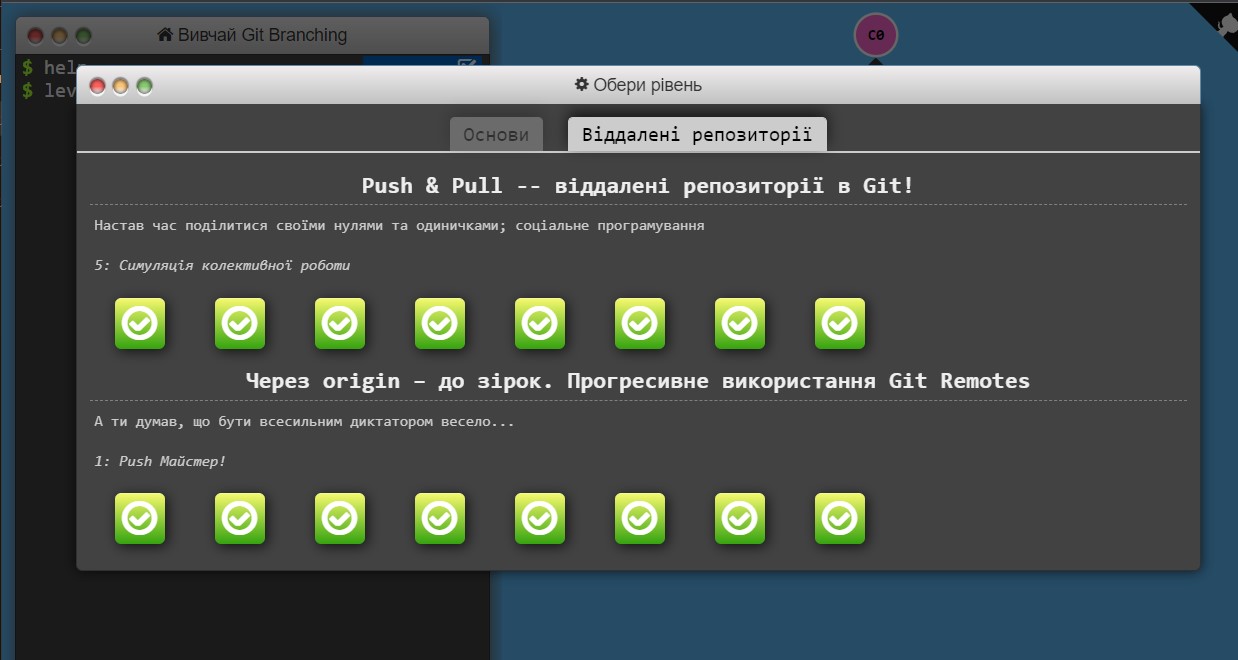 Вивчай Git Branching
C0
$ help
$ lev
Обери рівень
Основи
Віддалені репозиторії
Push & Pull -- віддалені репозиторії в Git!
Настав час поділитися своїми нулями та одиничками; соціальне програмування
5: Симуляція колективної роботи
Через origin – до зірок. Прогресивне використання Git Remotes
А ти думав, що бути всесильним диктатором весело...
1: Push Майстер!